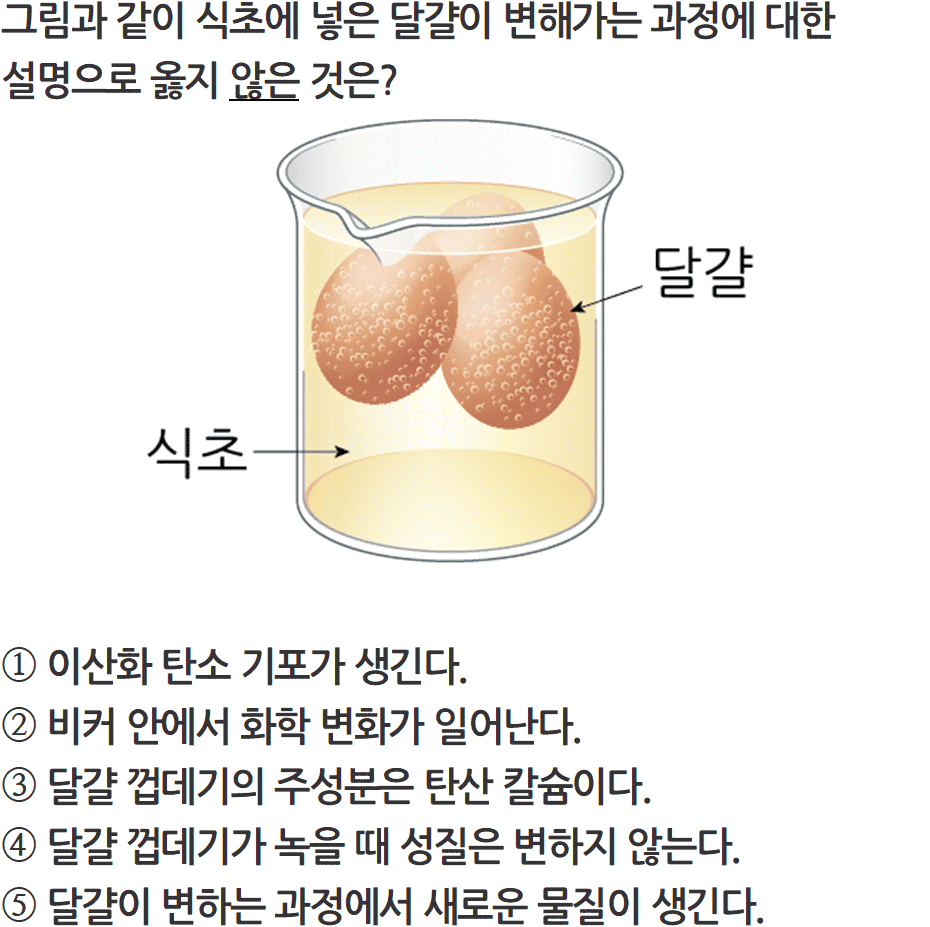 그림과 같이 식초에 넣은 달걀이 변해가는 과정에 대한
설명으로 옳지 않은 것은?
달걀
식초
① 이산화 탄소 기포가 생긴다.
② 비커 안에서 화학 변화가 일어난다.
③ 달걀 껍데기의 주성분은 탄산 칼슘이다.
④ 달걀 껍데기가 녹을 때 성질은 변하지 않는다.
⑤ 달걀이 변하는 과정에서 새로운 물질이 생긴다.